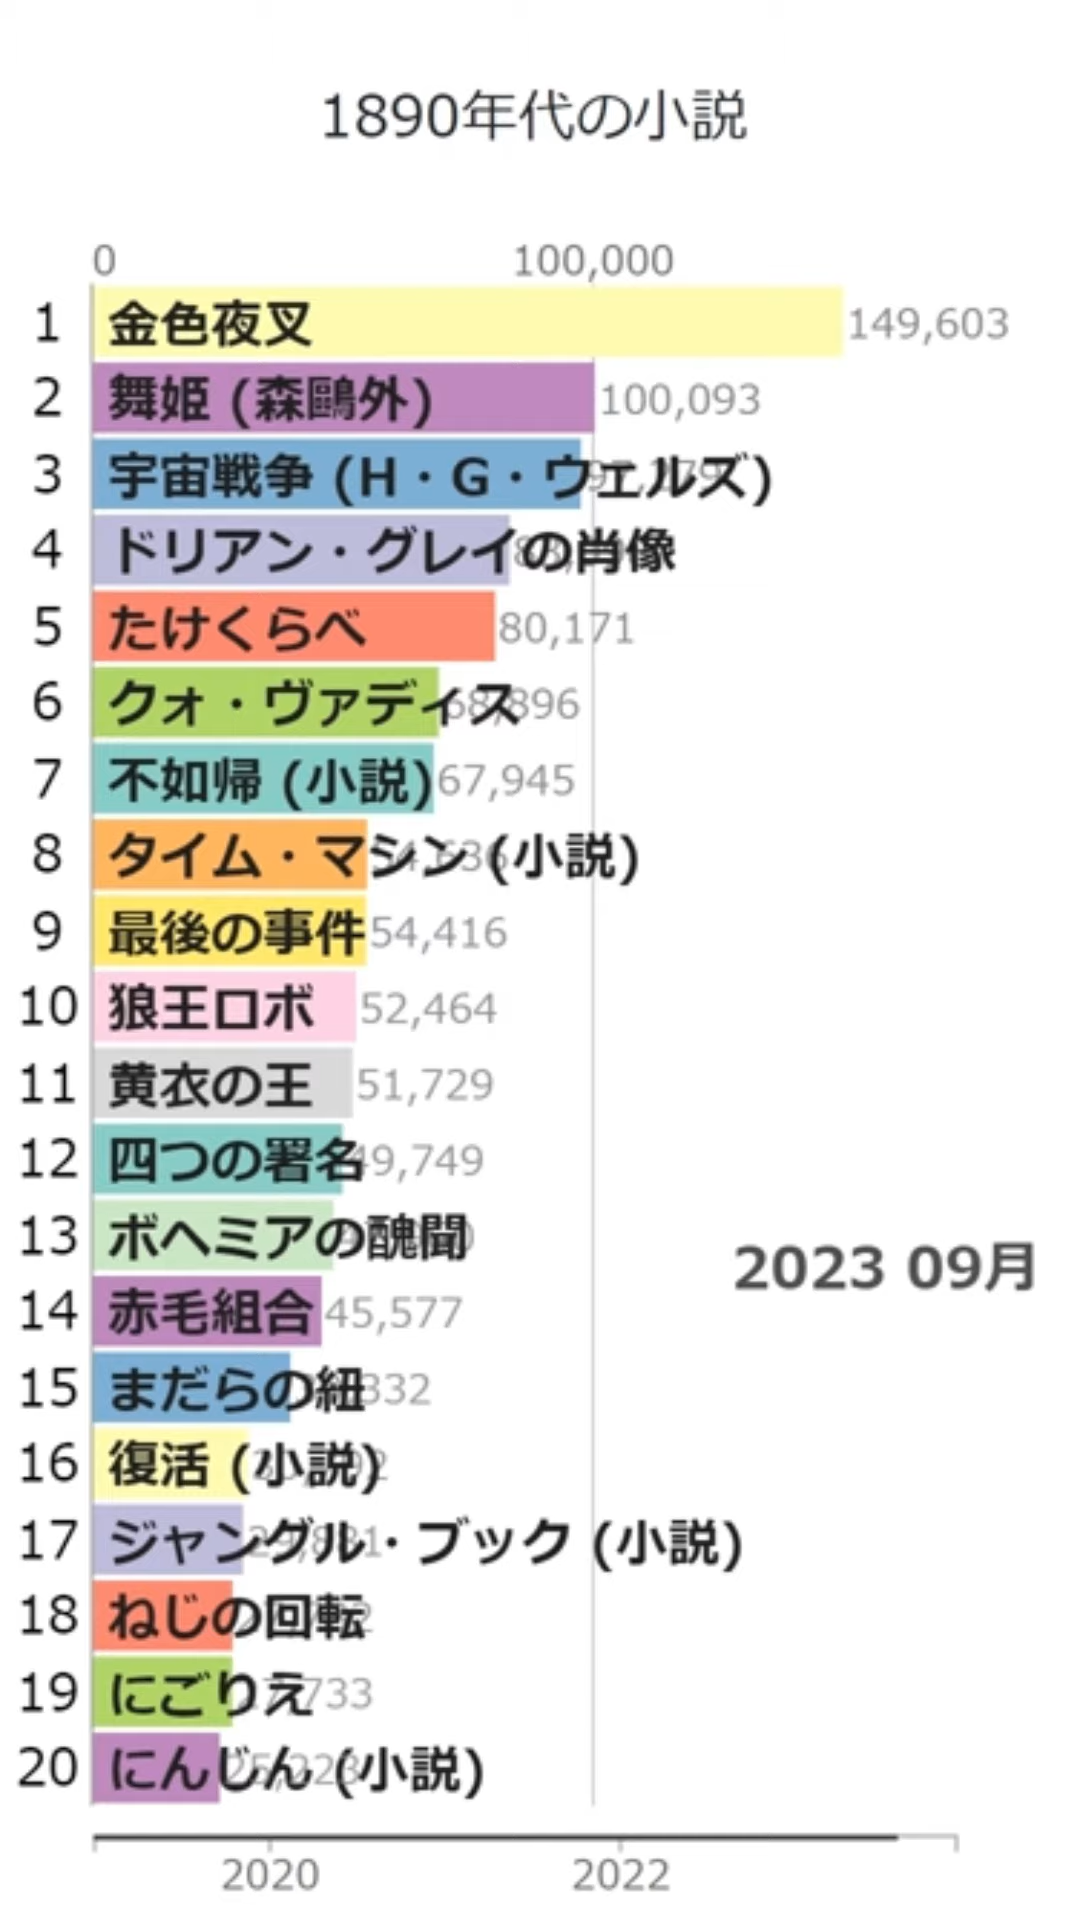 1890年代の小説
0 100,000
1 金色夜叉 149,603
2 舞姫 (森鷗外) 100,093
3 宇宙戦争 (H・G・ウェルズ)
4 ドリアン・グレイの肖像
5 たけくらべ 80,171
6 クォ・ヴァディス 68,896
7 不如帰 (小説) 67,945
8 タイム・マシン (小説)
9 最後の事件 54,416
10 狼王ロボ 52,464
11 黄衣の王 51,729
12 四つの署名 49,749
13 ボヘミアの醜聞
14 赤毛組合 45,577
15 まだらの紐
16 復活 (小説)
17 ジャングル・ブック (小説)
18 ねじの回転
19 にごりえ 27,733
20 にんじん (小説)
2023 09月
2020 2022